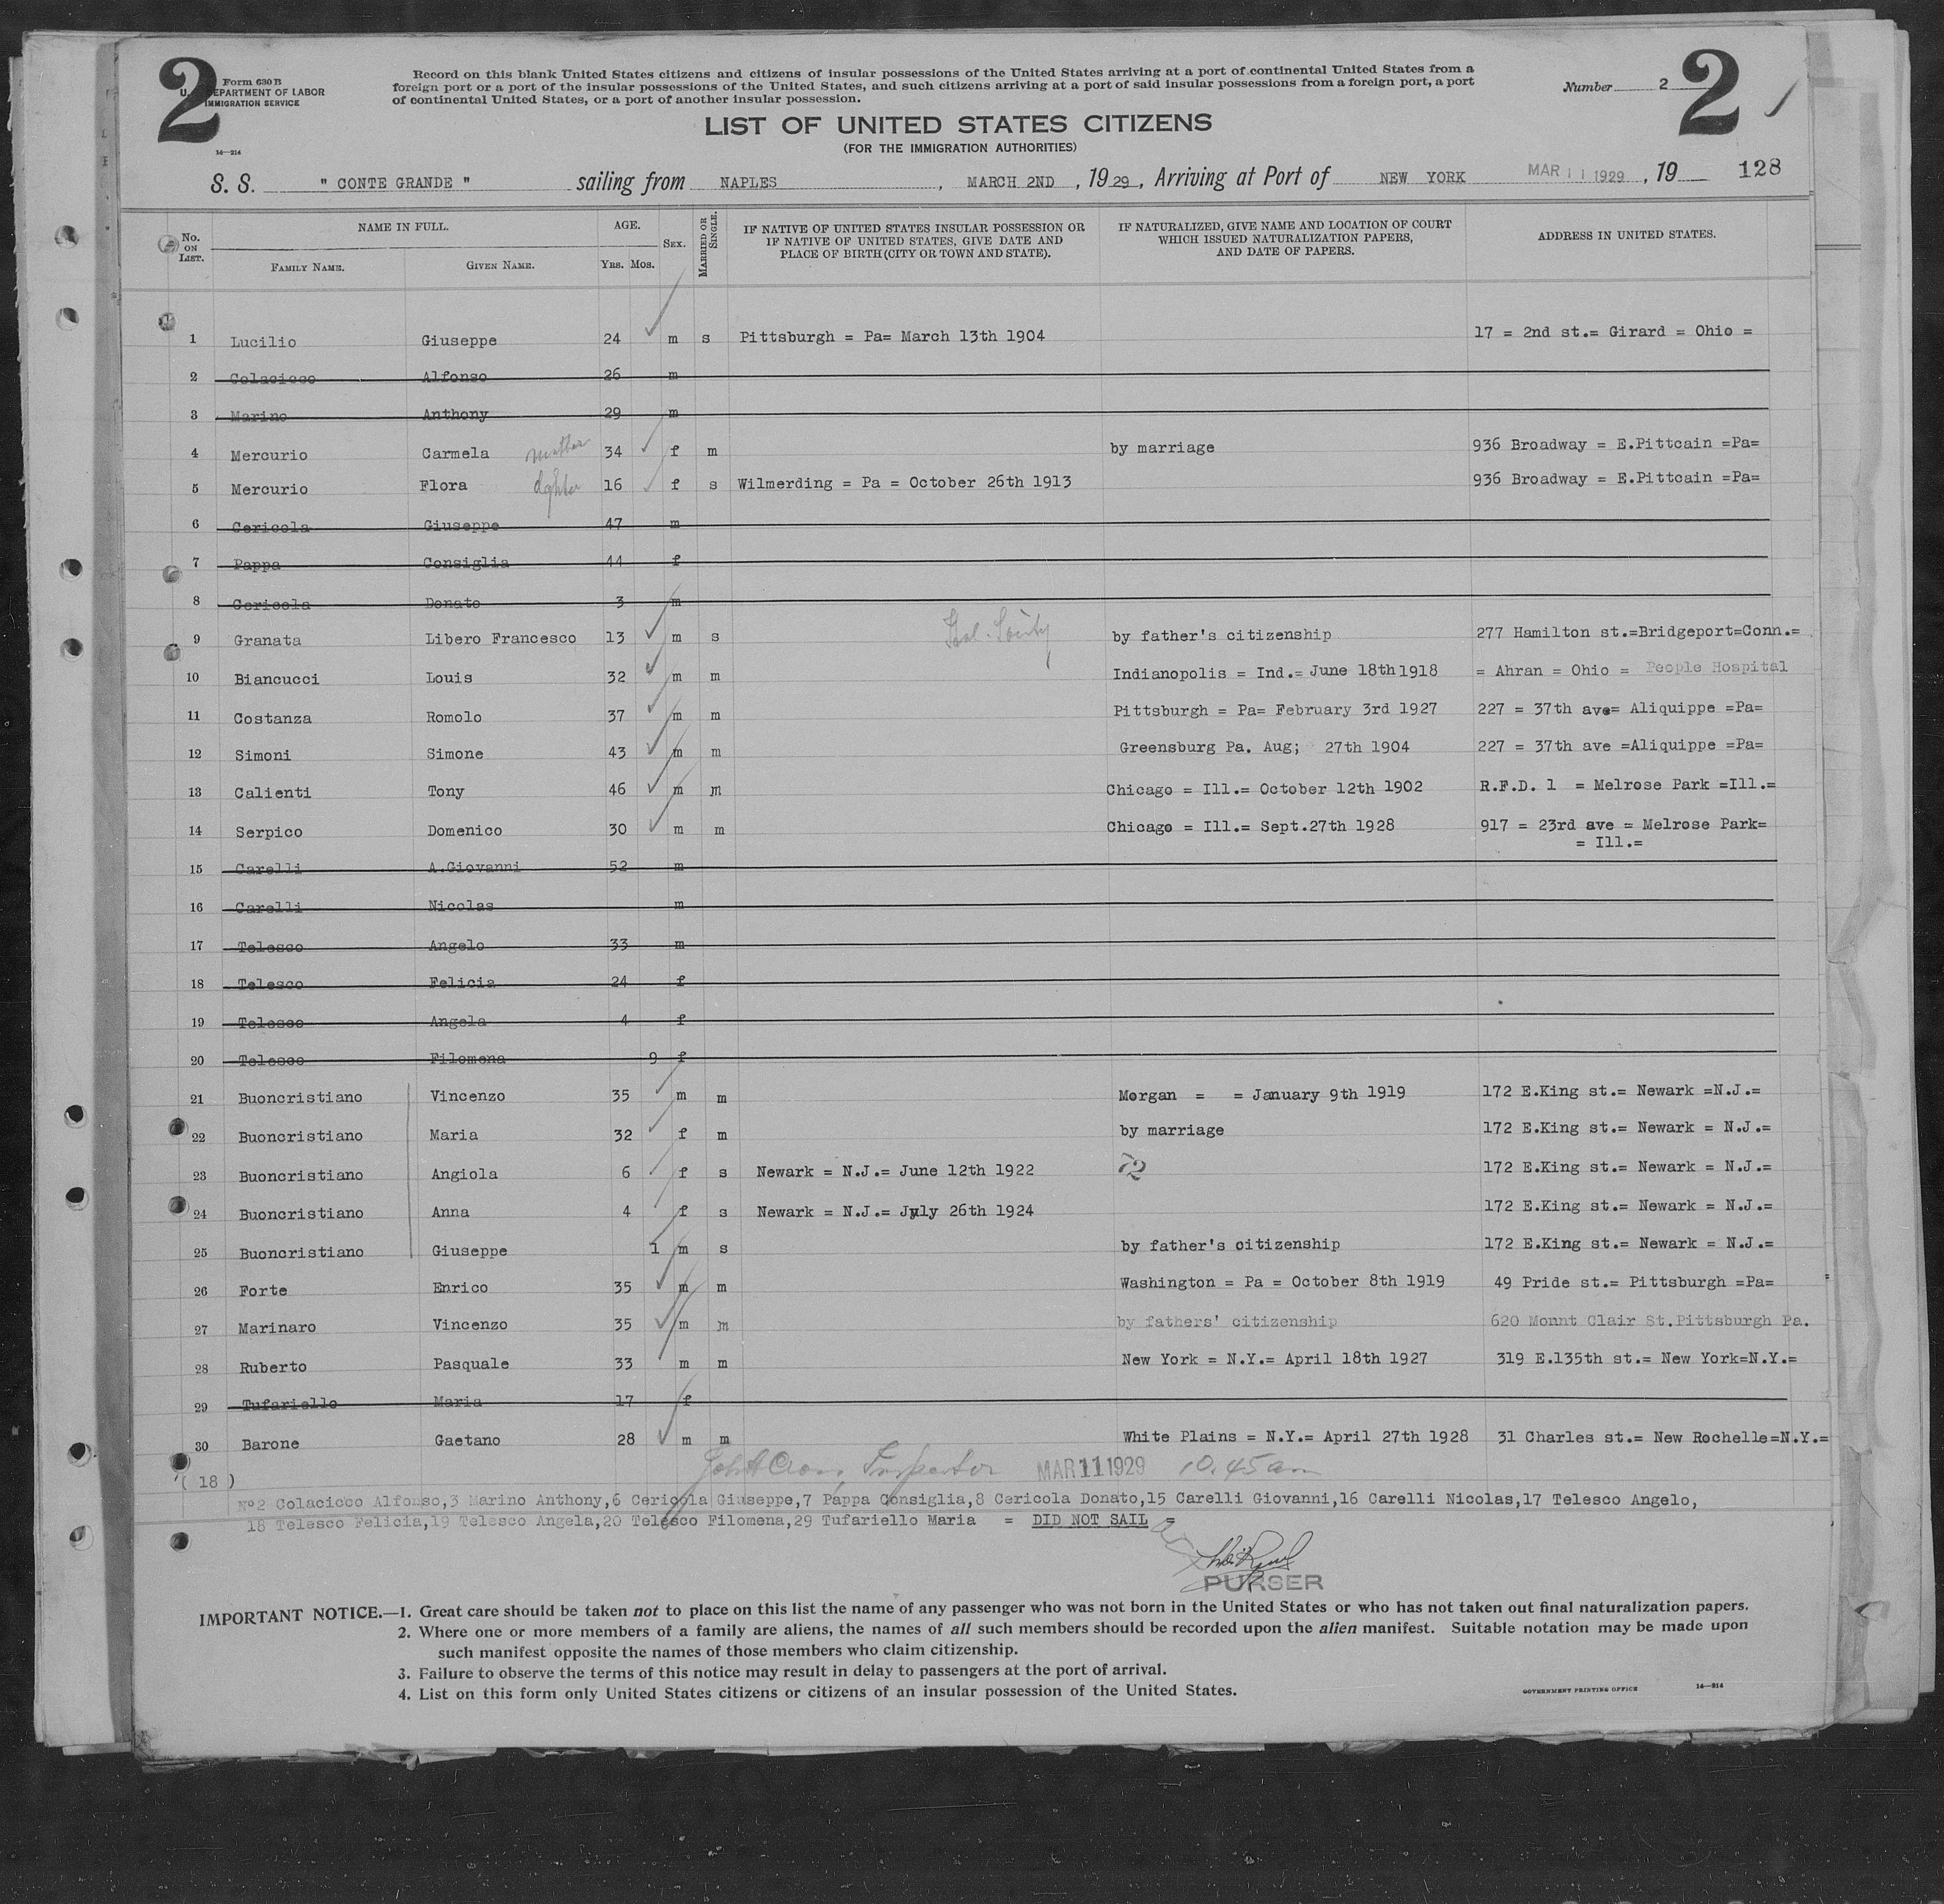 2 Form 630 B
U. S. DEPARTMENT OF LABOR
IMMIGRATION SERVICE
14—214
Record on this blank United States citizens and citizens of insular possessions of the United States arriving at a port of continental United States from a
foreign port or a port of the insular possessions of the United States, and such citizens arriving at a port of said insular possessions from a foreign port, a port
of continental United States, or a port of another insular possession.
Number 2 2
LIST OF UNITED STATES CITIZENS
(FOR THE IMMIGRATION AUTHORITIES)
S. S. " CONTE GRANDE " sailing from NAPLES , MARCH 2ND , 19 29 , Arriving at Port of NEW YORK MAR 11 1929 , 19 128
No. ON LIST. NAME IN FULL. FAMILY NAME. GIVEN NAME. AGE. YRS. MOS. SEX. MARRIED OR SINGLE. IF NATIVE OF UNITED STATES INSULAR POSSESSION OR IF NATIVE OF UNITED STATES, GIVE DATE AND PLACE OF BIRTH (CITY OR TOWN AND STATE). IF NATURALIZED, GIVE NAME AND LOCATION OF COURT WHICH ISSUED NATURALIZATION PAPERS, AND DATE OF PAPERS. ADDRESS IN UNITED STATES.
1 Lucilio Giuseppe 24 m s Pittsburgh = Pa= March 13th 1904 17 = 2nd st.= Girard = Ohio =
2 Colacicco Alfonso 26 m
3 Marino Anthony 29 m
4 Mercurio Carmela mother 34 f m by marriage 936 Broadway = E.Pittcain =Pa=
5 Mercurio Flora dghter 16 f s Wilmerding = Pa = October 26th 1913 936 Broadway = E.Pittcain =Pa=
6 Cericola Giuseppe 47 m
7 Pappa Consiglia 44 f
8 Cericola Donato 3 m
9 Granata Libero Francesco 13 m s by father's citizenship 277 Hamilton st.=Bridgeport=Conn.=
10 Biancucci Louis 32 m m Indianopolis = Ind.= June 18th 1918 = Ahran = Ohio = People Hospital
11 Costanza Romolo 37 m m Pittsburgh = Pa= February 3rd 1927 227 = 37th ave= Aliquippe =Pa=
12 Simoni Simone 43 m m Greensburg Pa. Aug; 27th 1904 227 = 37th ave =Aliquippe =Pa=
13 Calienti Tony 46 m m Chicago = Ill.= October 12th 1902 R.F.D. 1 = Melrose Park =Ill.=
14 Serpico Domenico 30 m m Chicago = Ill.= Sept.27th 1928 917 = 23rd ave = Melrose Park=
= Ill.=
15 Carelli A.Giovanni 52 m
16 Carelli Nicolas m
17 Telesco Angelo 33 m
18 Telesco Felicia 24 f
19 Telesco Angela 4 f
20 Telesco Filomena 9 f
21 Buoncristiano Vincenzo 35 m m Morgan = = January 9th 1919 172 E.King st.= Newark =N.J.=
22 Buoncristiano Maria 32 f m by marriage 172 E.King st.= Newark = N.J.=
23 Buoncristiano Angiola 6 f s Newark = N.J.= June 12th 1922 72 172 E.King st.= Newark = N.J.=
24 Buoncristiano Anna 4 f s Newark = N.J.= July 26th 1924 172 E.King st.= Newark = N.J.=
25 Buoncristiano Giuseppe 1 m s by father's citizenship 172 E.King st.= Newark = N.J.=
26 Forte Enrico 35 m m Washington = Pa = October 8th 1919 49 Pride st.= Pittsburgh =Pa=
27 Marinaro Vincenzo 35 m m by fathers' citizenship 620 Monnt Clair St.Pittsburgh Pa.
28 Ruberto Pasquale 33 m m New York = N.Y.= April 18th 1927 319 E.135th st.= New York=N.Y.=
29 Tufariello Maria 17 f
30 Barone Gaetano 28 m m White Plains = N.Y.= April 27th 1928 31 Charles st.= New Rochelle=N.Y.=
( 18 ) Inspector MAR 11 1929 10.45 am
Nº2 Colacicco Alfonso,3 Marino Anthony,6 Cericola Giuseppe,7 Pappa Consiglia,8 Cericola Donato,15 Carelli Giovanni,16 Carelli Nicolas,17 Telesco Angelo,
18 Telesco Felicia,19 Telesco Angela,20 Telesco Filomena,29 Tufariello Maria = DID NOT SAIL =
PURSER
IMPORTANT NOTICE.—1. Great care should be taken not to place on this list the name of any passenger who was not born in the United States or who has not taken out final naturalization papers.
2. Where one or more members of a family are aliens, the names of all such members should be recorded upon the alien manifest. Suitable notation may be made upon
such manifest opposite the names of those members who claim citizenship.
3. Failure to observe the terms of this notice may result in delay to passengers at the port of arrival.
4. List on this form only United States citizens or citizens of an insular possession of the United States.
GOVERNMENT PRINTING OFFICE 14—214